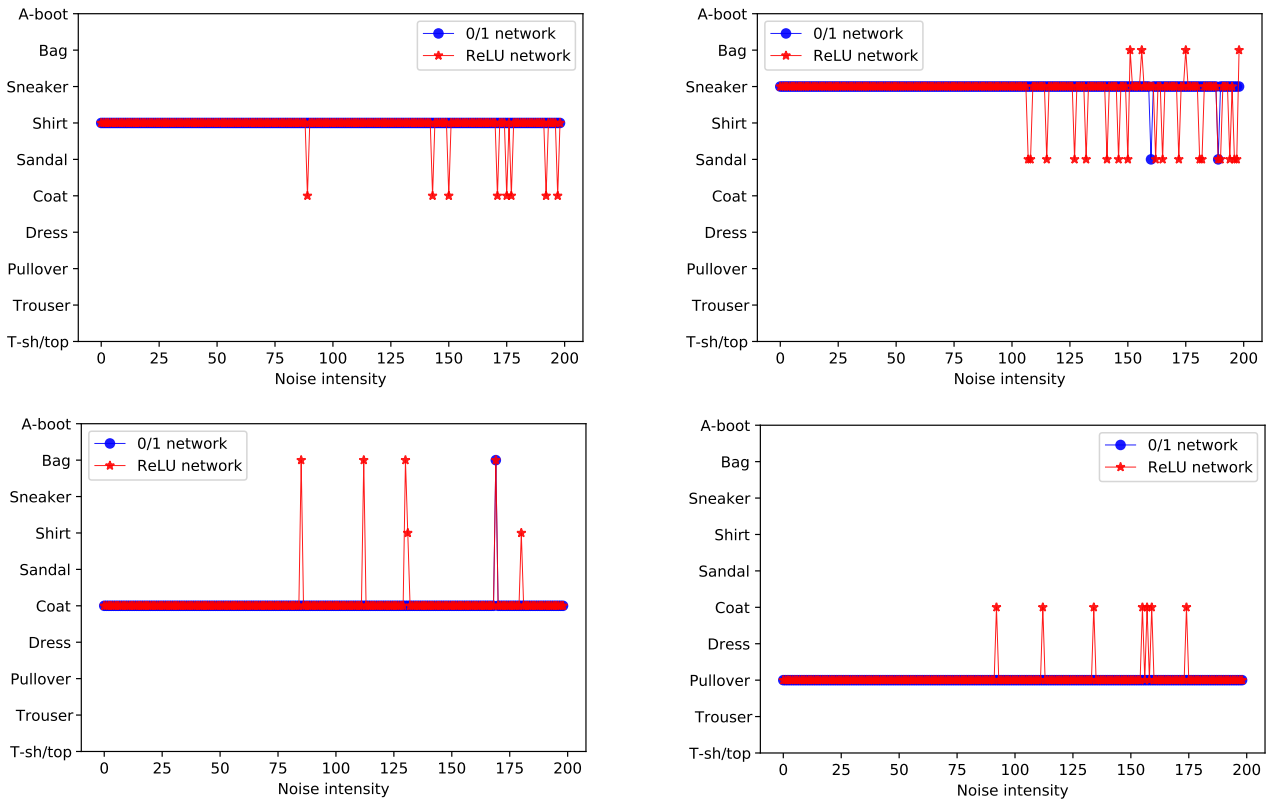 A-boot
Bag
Sneaker
Shirt
Sandal
Coat
Dress
Pullover
Trouser
T-sh/top
0/1 network
ReLU network
0 25 50 75 100 125 150 175 200
Noise intensity
A-boot
Bag
Sneaker
Shirt
Sandal
Coat
Dress
Pullover
Trouser
T-sh/top
0/1 network
ReLU network
0 25 50 75 100 125 150 175 200
Noise intensity
A-boot
Bag
Sneaker
Shirt
Sandal
Coat
Dress
Pullover
Trouser
T-sh/top
0/1 network
ReLU network
0 25 50 75 100 125 150 175 200
Noise intensity
A-boot
Bag
Sneaker
Shirt
Sandal
Coat
Dress
Pullover
Trouser
T-sh/top
0/1 network
ReLU network
0 25 50 75 100 125 150 175 200
Noise intensity